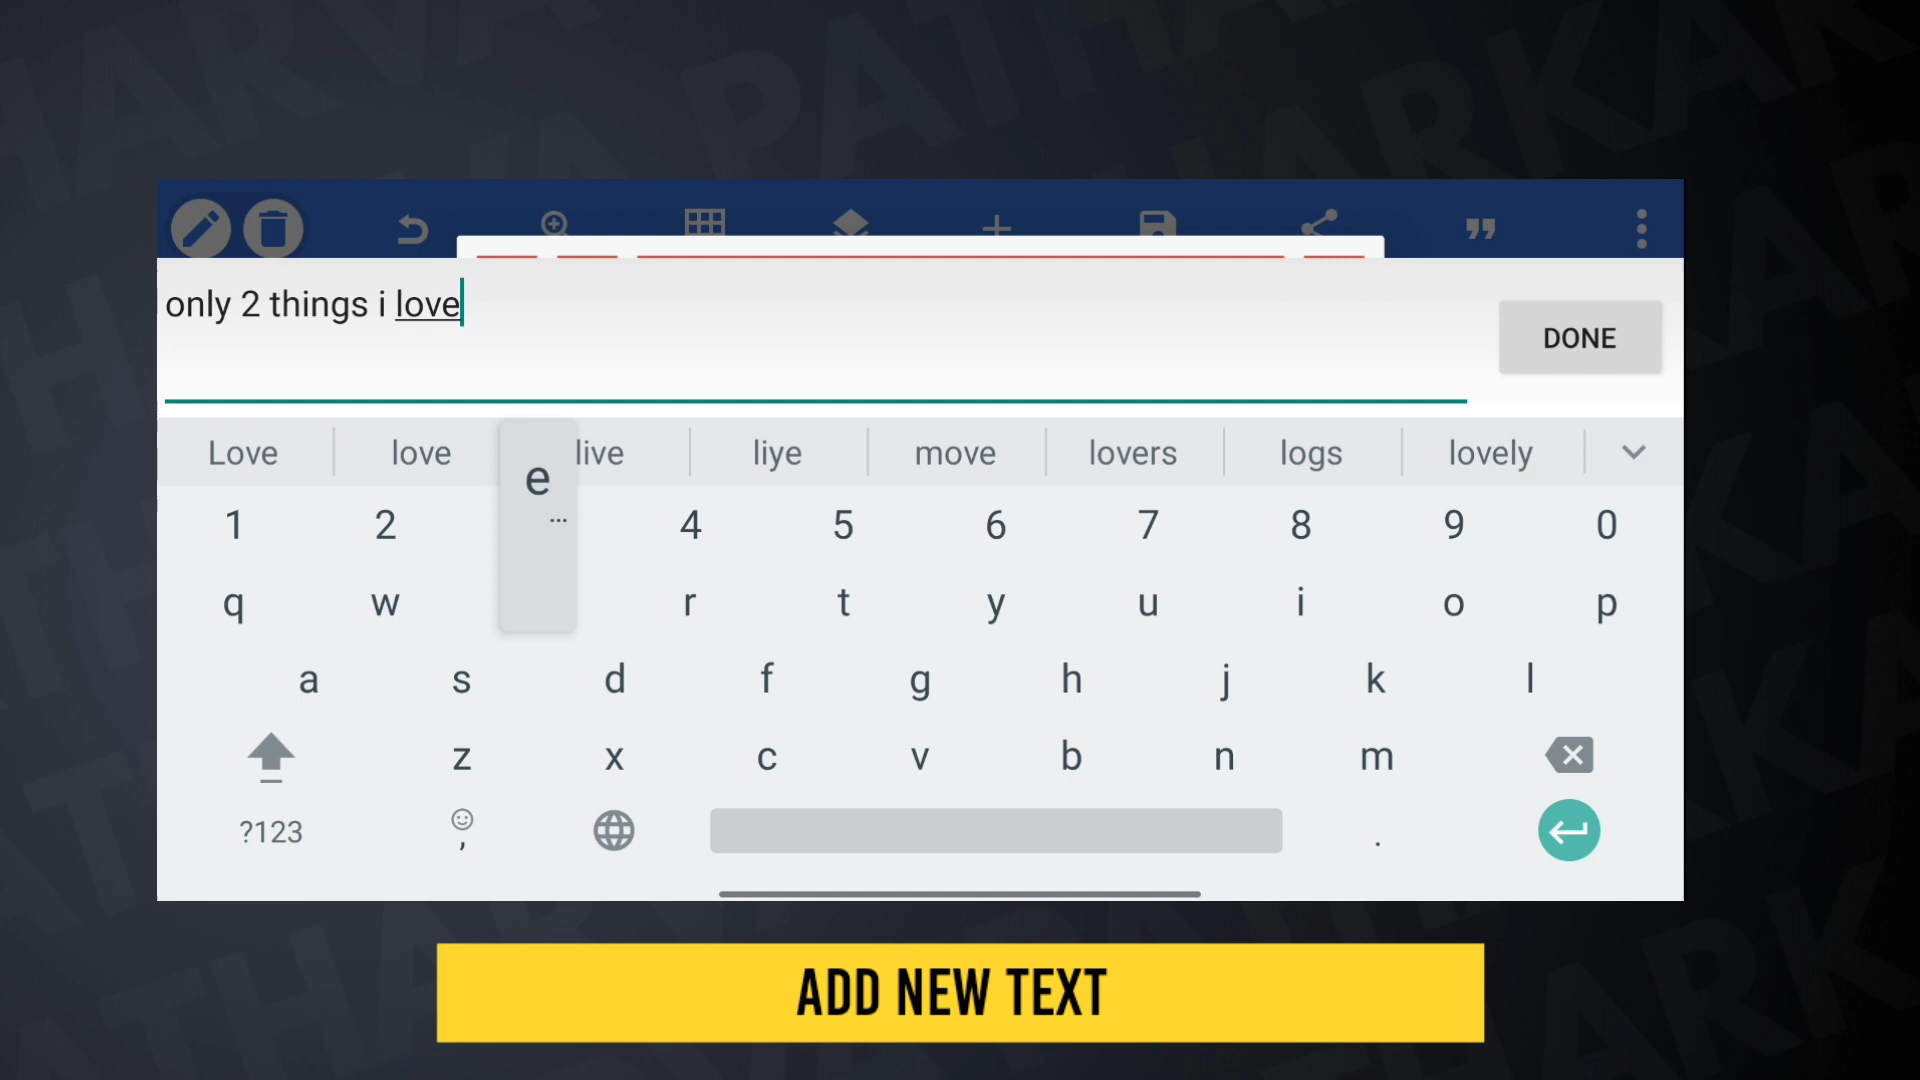 only 2 things i love
DONE
Love love live liye move lovers logs lovely
e
...
1 2 4 5 6 7 8 9 0
q w r t y u i o p
a s d f g h j k l
z x c v b n m
?123 , .
ADD NEW TEXT